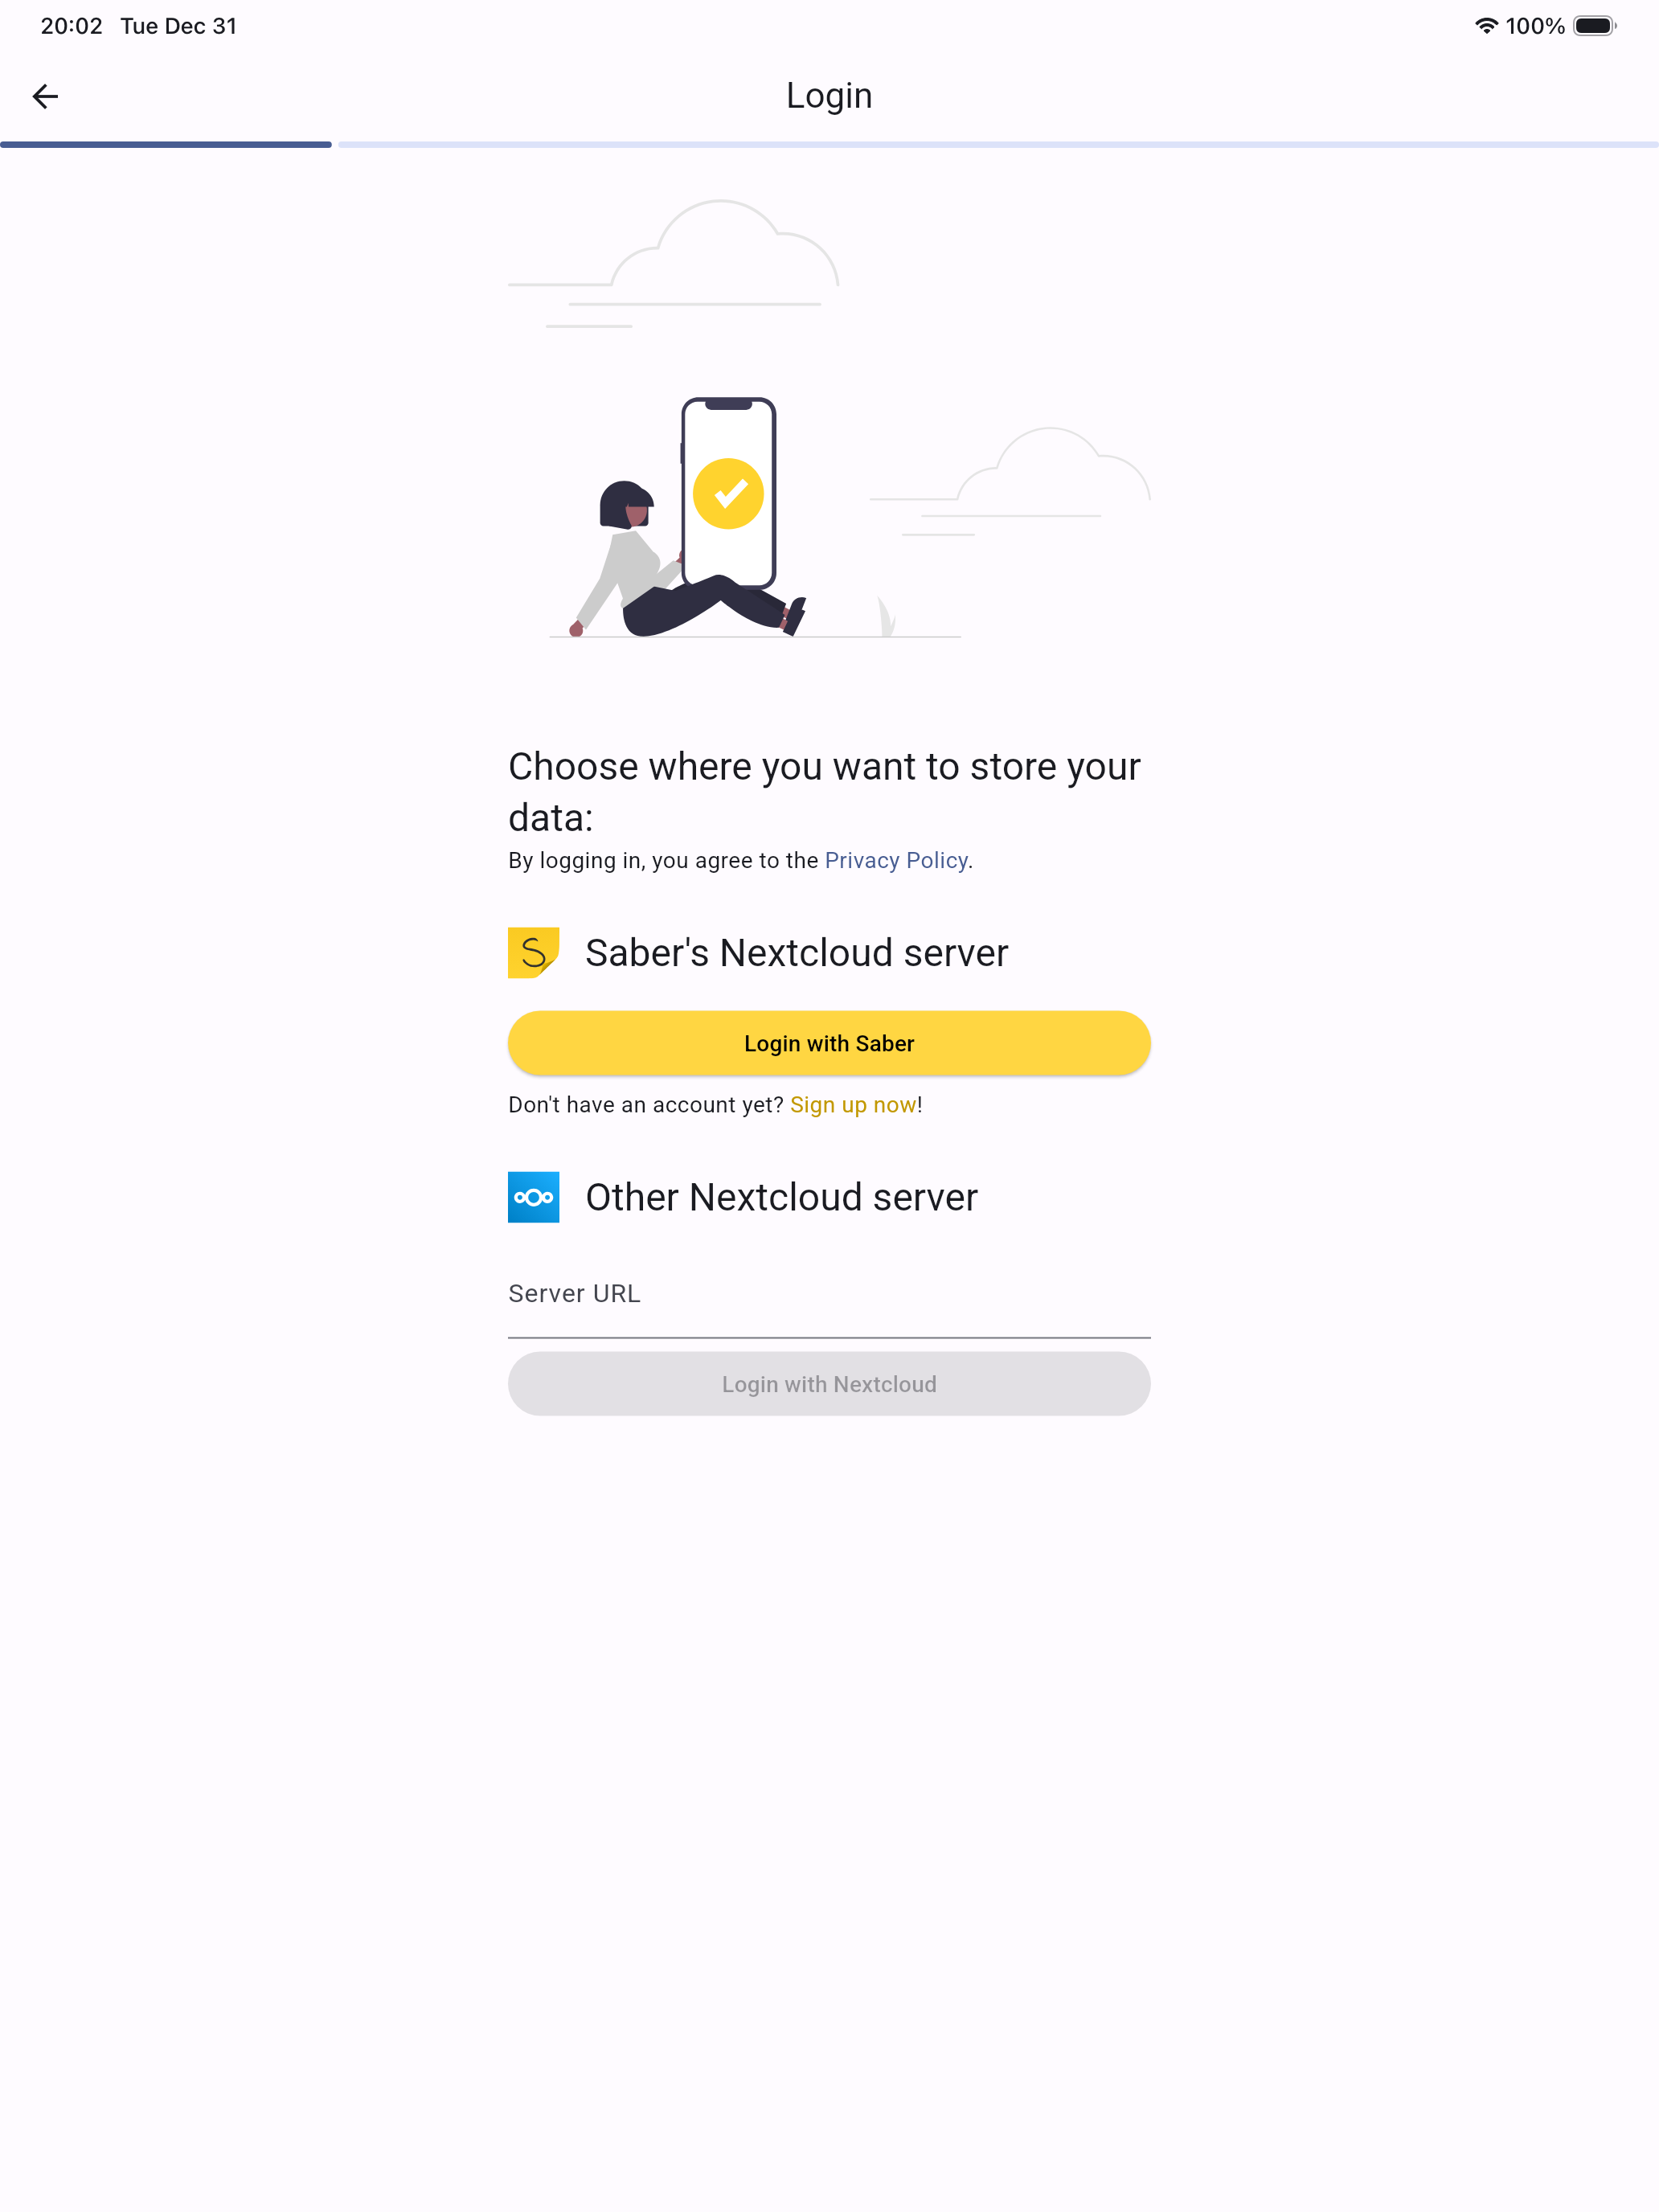 20:02 Tue Dec 31
100%
Login
Choose where you want to store your
data:
By logging in, you agree to the Privacy Policy.
S
Saber's Nextcloud server
Login with Saber
Don't have an account yet? Sign up now!
Other Nextcloud server
Server URL
Login with Nextcloud